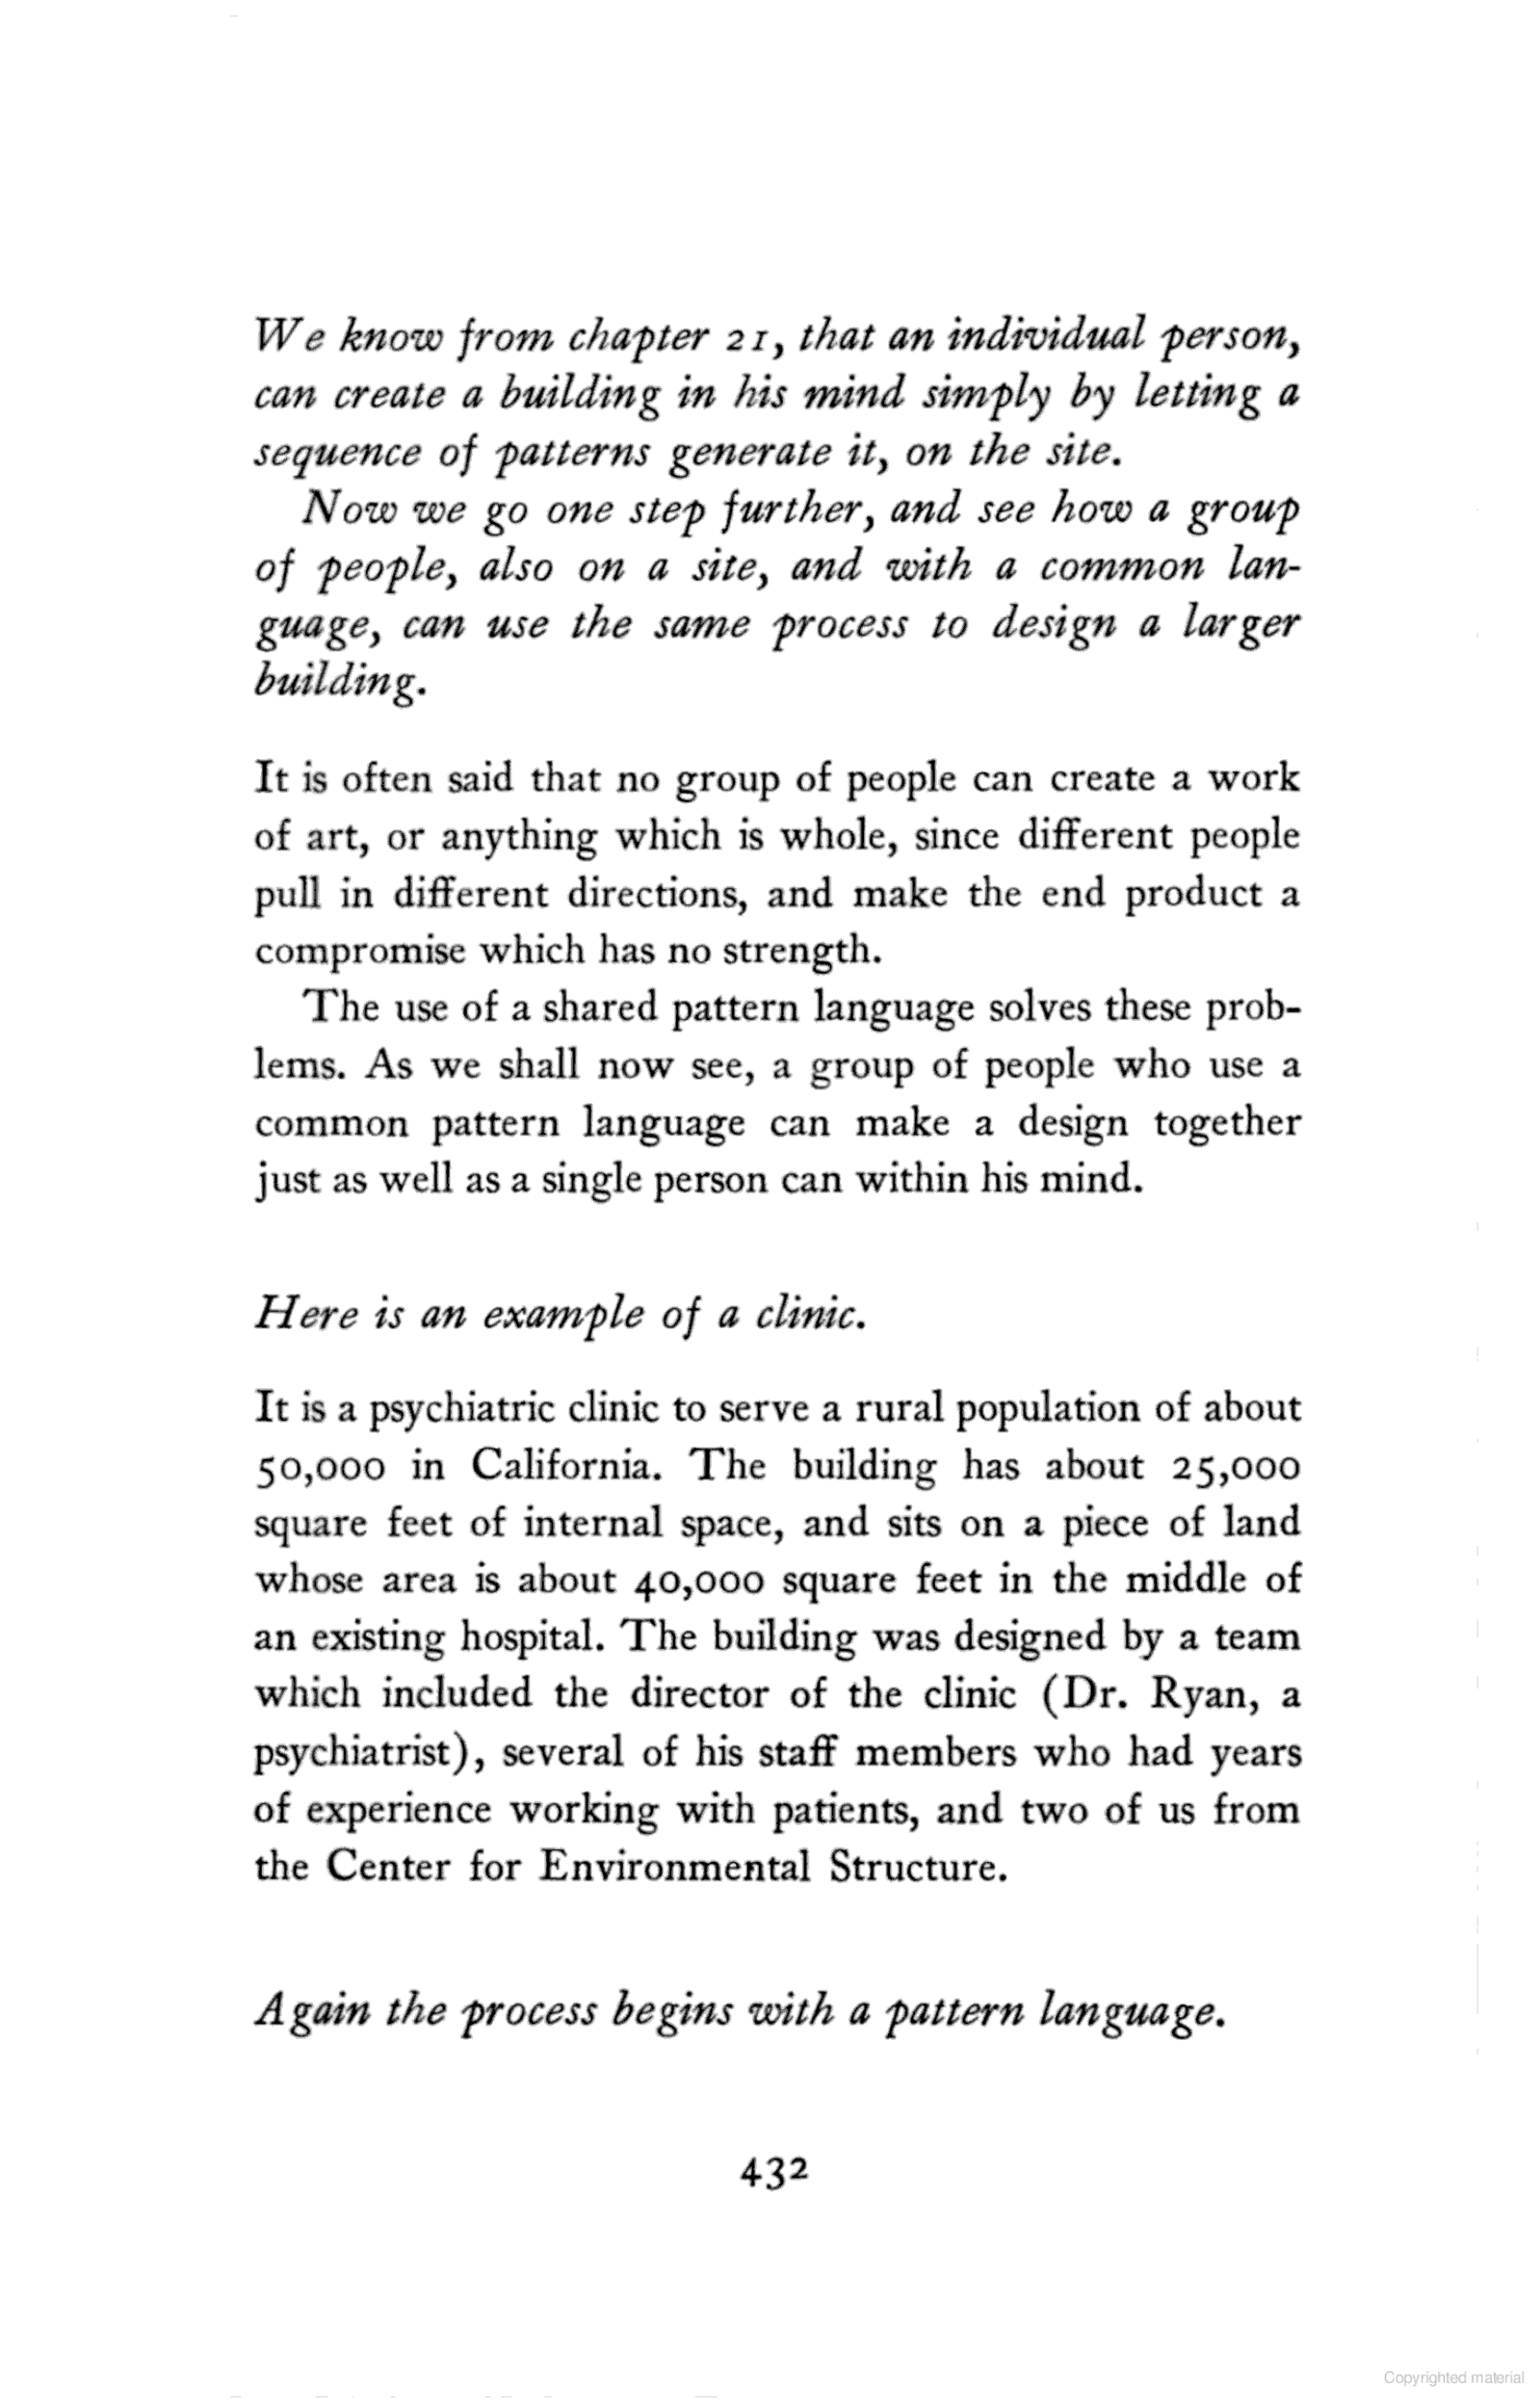 We know from chapter 21, that an individual person,
can create a building in his mind simply by letting a
sequence of patterns generate it, on the site.
Now we go one step further, and see how a group
of people, also on a site, and with a common lan-
guage, can use the same process to design a larger
building.
It is often said that no group of people can create a work
of art, or anything which is whole, since different people
pull in different directions, and make the end product a
compromise which has no strength.
The use of a shared pattern language solves these prob-
lems. As we shall now see, a group of people who use a
common pattern language can make a design together
just as well as a single person can within his mind.
Here is an example of a clinic.
It is a psychiatric clinic to serve a rural population of about
50,000 in California. The building has about 25,000
square feet of internal space, and sits on a piece of land
whose area is about 40,000 square feet in the middle of
an existing hospital. The building was designed by a team
which included the director of the clinic (Dr. Ryan, a
psychiatrist), several of his staff members who had years
of experience working with patients, and two of us from
the Center for Environmental Structure.
Again the process begins with a pattern language.
432
Copyrighted material